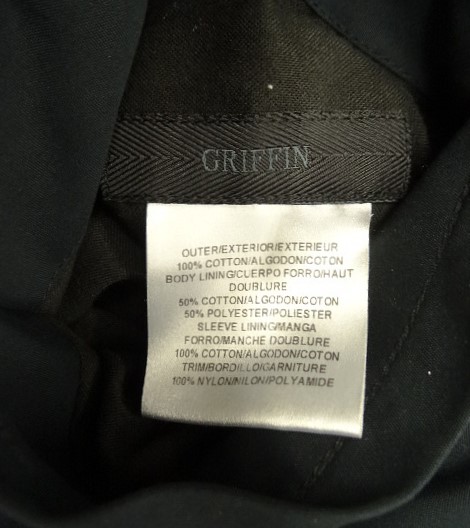 GRIFFIN
OUTER/EXTERIOR/EXTERIEUR
100% COTTON/ALGODON/COTON
BODY LINING/CUERPO FORRO/HAUT
DOUBLURE
50% COTTON/ALGODON/COTON
50% POLYESTER/POLIESTER
SLEEVE LINING/MANGA
FORRO/MANCHE DOUBLURE
100% COTTON/ALGODON/COTON
TRIM/BORDILLO/GARNITURE
100% NYLON/NILON/POLYAMIDE